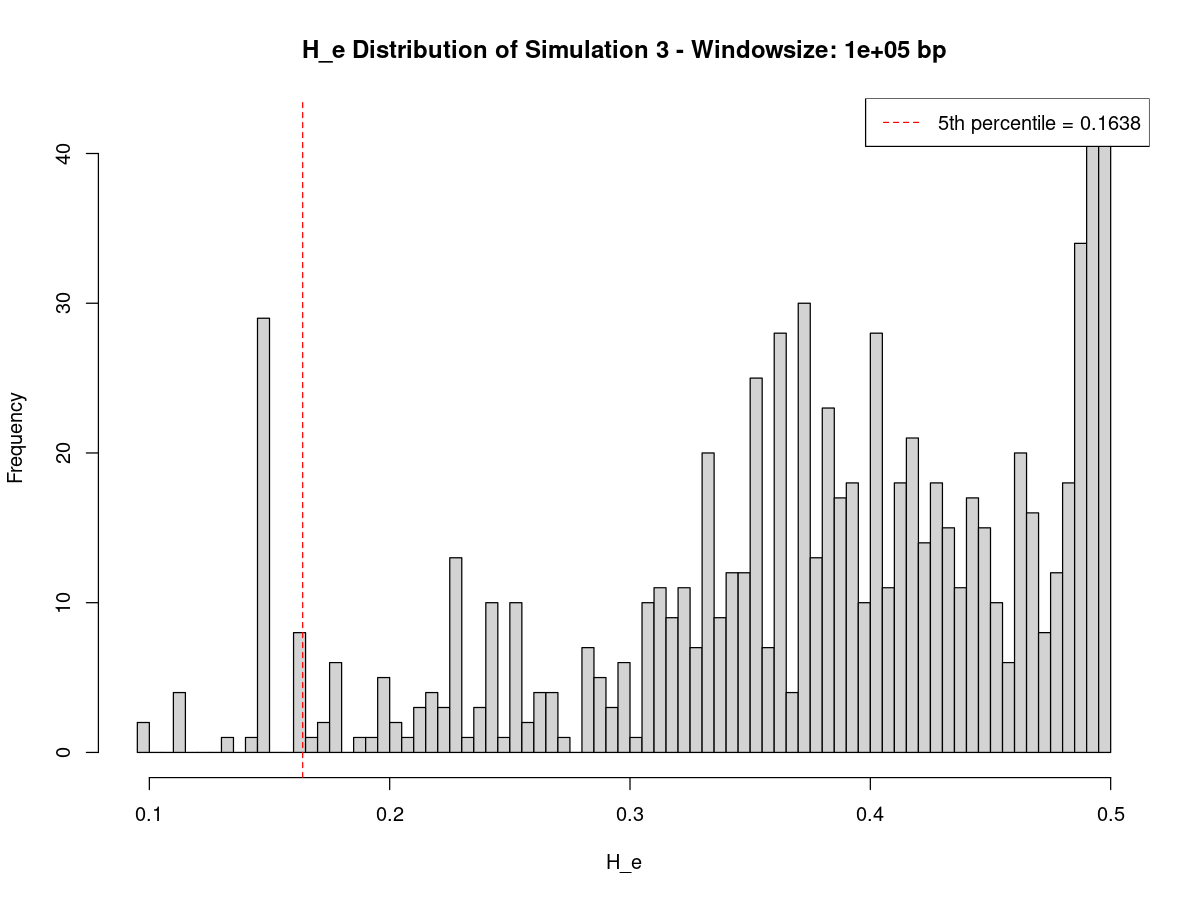 H_e Distribution of Simulation 3 - Windowsize: 1e+05 bp
5th percentile = 0.1638
Frequency
40
30
20
10
0
0.1 0.2 0.3 0.4 0.5
H_e